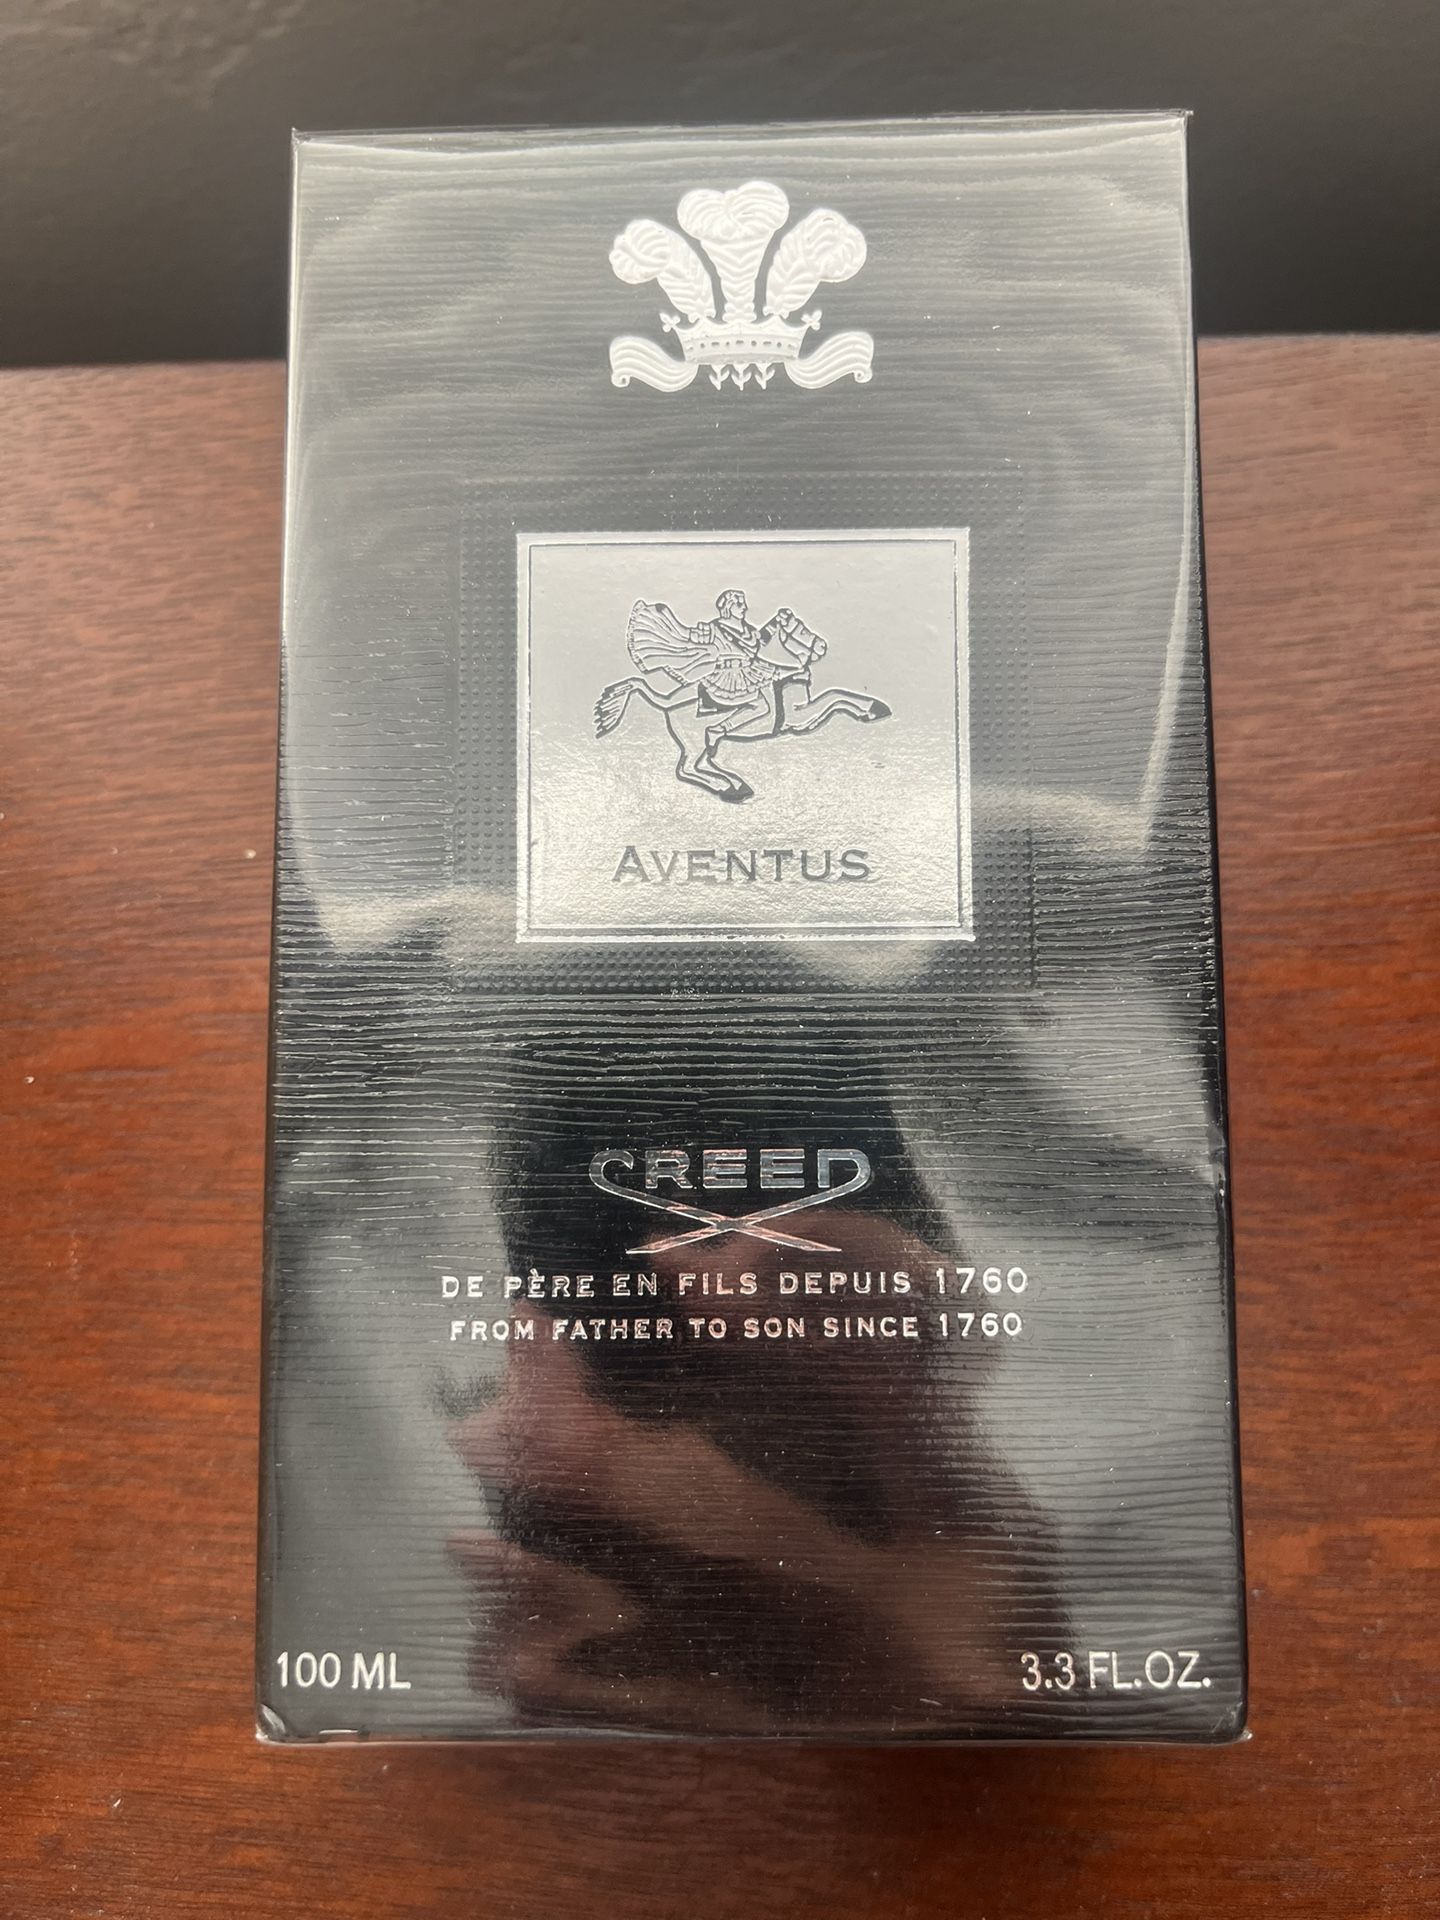 AVENTUS
CREED
DE PÈRE EN FILS DEPUIS 1760
FROM FATHER TO SON SINCE 1760
100 ML
3.3 FL.OZ.